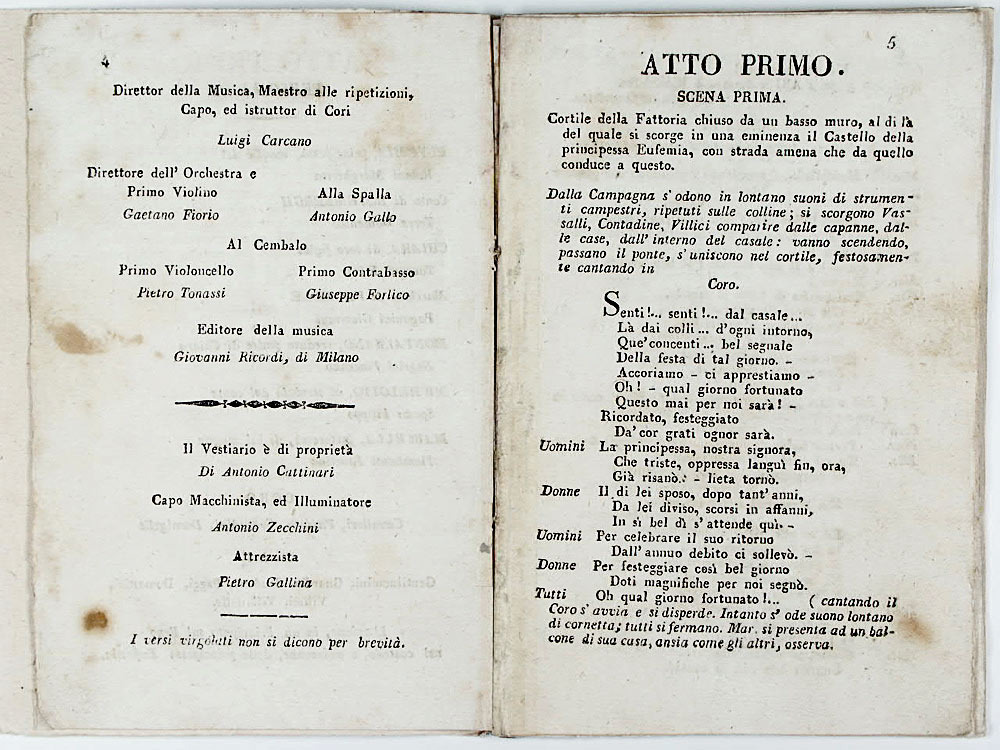 4
Direttor della Musica, Maestro alle ripetizioni,
Capo, ed istruttor di Cori
Luigi Carcano
Direttore dell' Orchestra e
Primo Violino
Gaetano Fiorio
Alla Spalla
Antonio Gallo
Al Cembalo
Primo Violoncello
Pietro Tonassi
Primo Contrabasso
Giuseppe Forlico
Editore della musica
Giovanni Ricordi, di Milano
Il Vestiario è di proprietà
Di Antonio Cattinari
Capo Macchinista, ed Illuminatore
Antonio Zecchini
Attrezzista
Pietro Gallina
I versi virgolati non si dicono per brevità.
5
ATTO PRIMO.
SCENA PRIMA.
Cortile della Fattoria chiuso da un basso muro, al di là
del quale si scorge in una eminenza il Castello della
principessa Eufemia, con strada amena che da quello
conduce a questo.
Dalla Campagna s'odono in lontano suoni di strumen-
ti campestri, ripetuti sulle colline; si scorgono Vas-
salli, Contadine, Villici comparire dalle capanne, dal-
le case, dall'interno del casale: vanno scendendo,
passano il ponte, s'uniscono nel cortile, festosamen-
te cantando in
Coro.
Senti!... senti!... dal casale...
Là dai colli... d'ogni intorno,
Que'concenti... bel segnale
Della festa di tal giorno. -
Accoriamo - ci apprestiamo -
Oh! - qual giorno fortunato
Questo mai per noi sarà! -
Ricordato, festeggiato
Da'cor grati ognor sarà.
Uomini La principessa, nostra signora,
Che triste, oppressa languì fin, ora,
Già risanò: - lieta tornò.
Donne Il di lei sposo, dopo tant'anni,
Da lei diviso, scorsi in affanni,
In sì bel dì s'attende quì. -
Uomini Per celebrare il suo ritorno
Dall'annuo debito ci sollevò. -
Donne Per festeggiare così bel giorno
Doti magnifiche per noi segnò.
Tutti Oh qual giorno fortunato!... (cantando il
Coro s'avvia e si disperde. Intanto s'ode suono lontano
di cornetta; tutti si fermano. Mar. si presenta ad un bal-
cone di sua casa, ansia come gli altri, osserva.